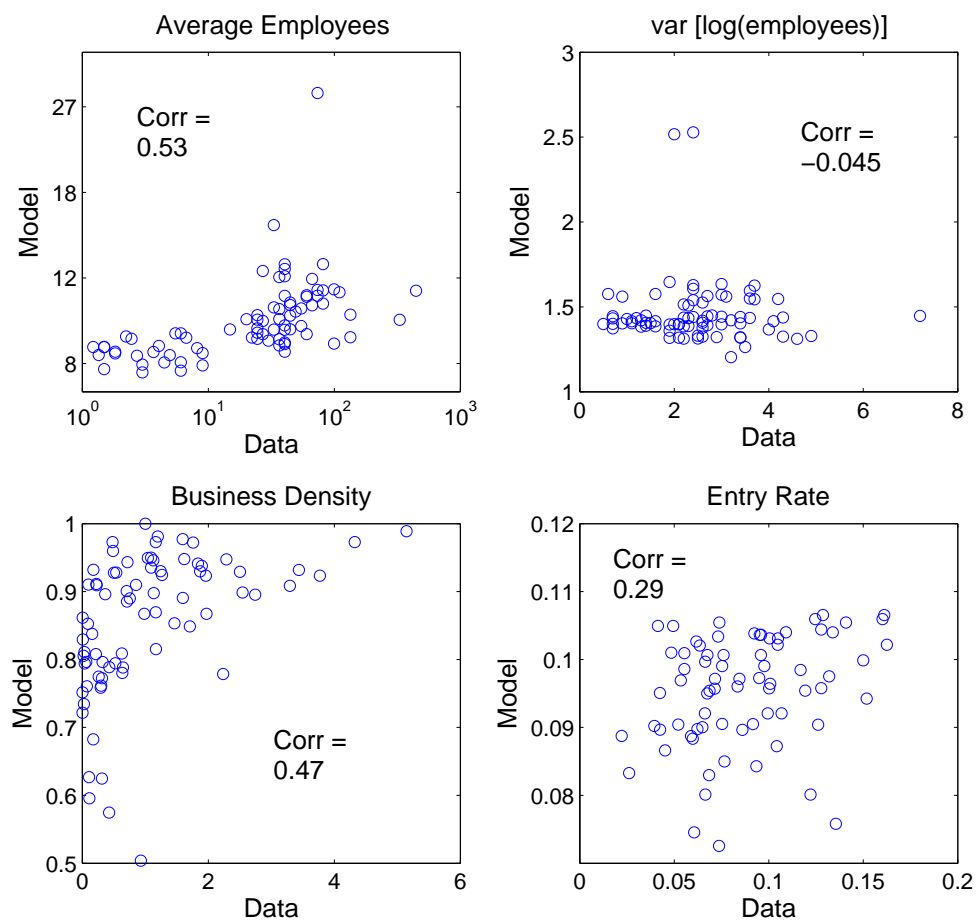 Average Employees
Corr =
0.53
Model
27
18
12
8
10^0
10^1
10^2
10^3
Data
var [log(employees)]
Corr =
−0.045
Model
3
2.5
2
1.5
1
0
2
4
6
8
Data
Business Density
Corr =
0.47
Model
1
0.9
0.8
0.7
0.6
0.5
0
2
4
6
Data
Entry Rate
Corr =
0.29
Model
0.12
0.11
0.1
0.09
0.08
0
0.05
0.1
0.15
0.2
Data